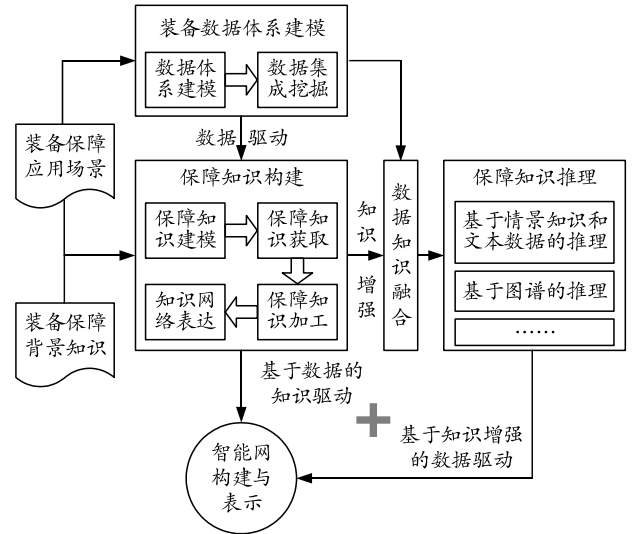 装备数据体系建模
数据体
系建模
数据集
成挖掘
数据 驱动
装备保障
应用场景
保障知识构建
保障知
识建模
保障知
识获取
知识网
络表达
保障知
识加工
装备保障
背景知识
知
识
增
强
数
据
知
识
融
合
保障知识推理
基于情景知识和
文本数据的推理
基于图谱的推理
……
基于数据的
知识驱动
基于知识增强
的数据驱动
智能网
构建与
表示